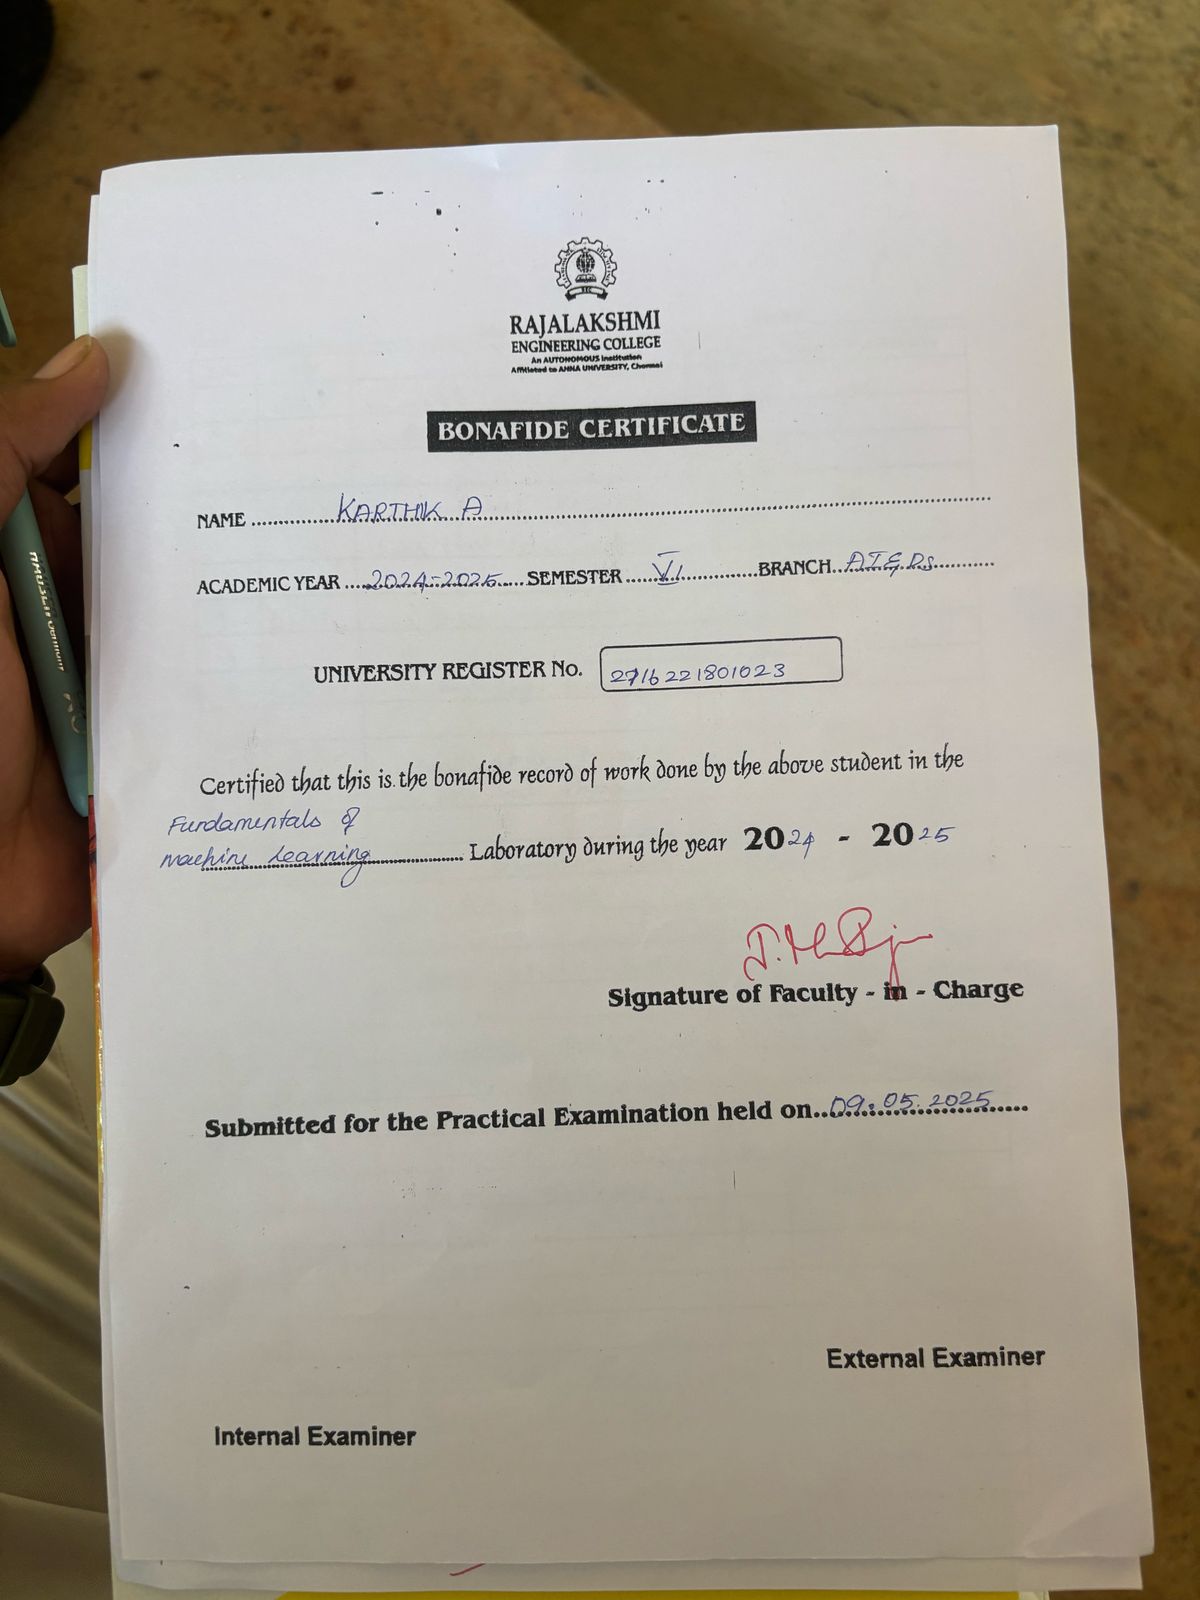 RAJALAKSHMI
ENGINEERING COLLEGE
An AUTONOMOUS Institution
Affiliated to ANNA UNIVERSITY, Chennai
BONAFIDE CERTIFICATE
NAME KARTHIK A
ACADEMIC YEAR 2024-2025 SEMESTER VI BRANCH AI&DS
UNIVERSITY REGISTER No. 2716221801023
Certified that this is the bonafide record of work done by the above student in the
Fundamentals of
Machine Learning Laboratory during the year 2024 - 2025
Signature of Faculty - in - Charge
Submitted for the Practical Examination held on 09.05.2025
External Examiner
Internal Examiner